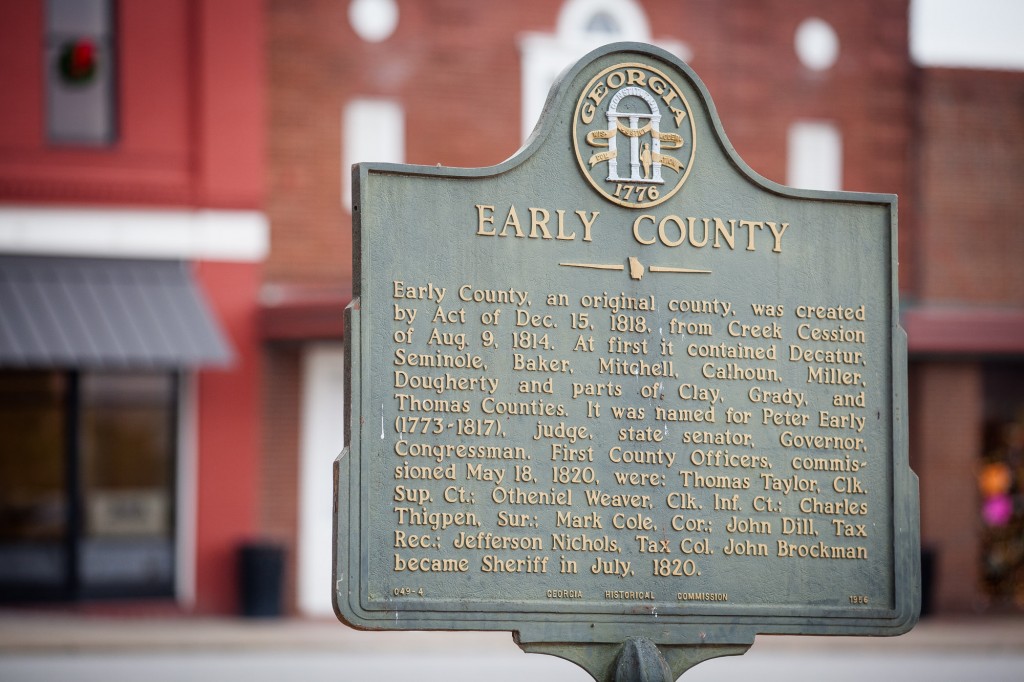 GEORGIA
1776
EARLY COUNTY
Early County, an original county, was created
by Act of Dec. 15, 1818, from Creek Cession
of Aug. 9, 1814. At first it contained Decatur,
Seminole, Baker, Mitchell, Calhoun, Miller,
Dougherty and parts of Clay, Grady, and
Thomas Counties. It was named for Peter Early
(1773-1817), judge, state senator, Governor,
Congressman. First County Officers, commis-
sioned May 18, 1820, were: Thomas Taylor, Clk.
Sup. Ct.; Otheniel Weaver, Clk. Inf. Ct.; Charles
Thigpen, Sur.; Mark Cole, Cor.; John Dill, Tax
Rec.; Jefferson Nichols, Tax Col. John Brockman
became Sheriff in July, 1820.
049-4 GEORGIA HISTORICAL COMMISSION 1956